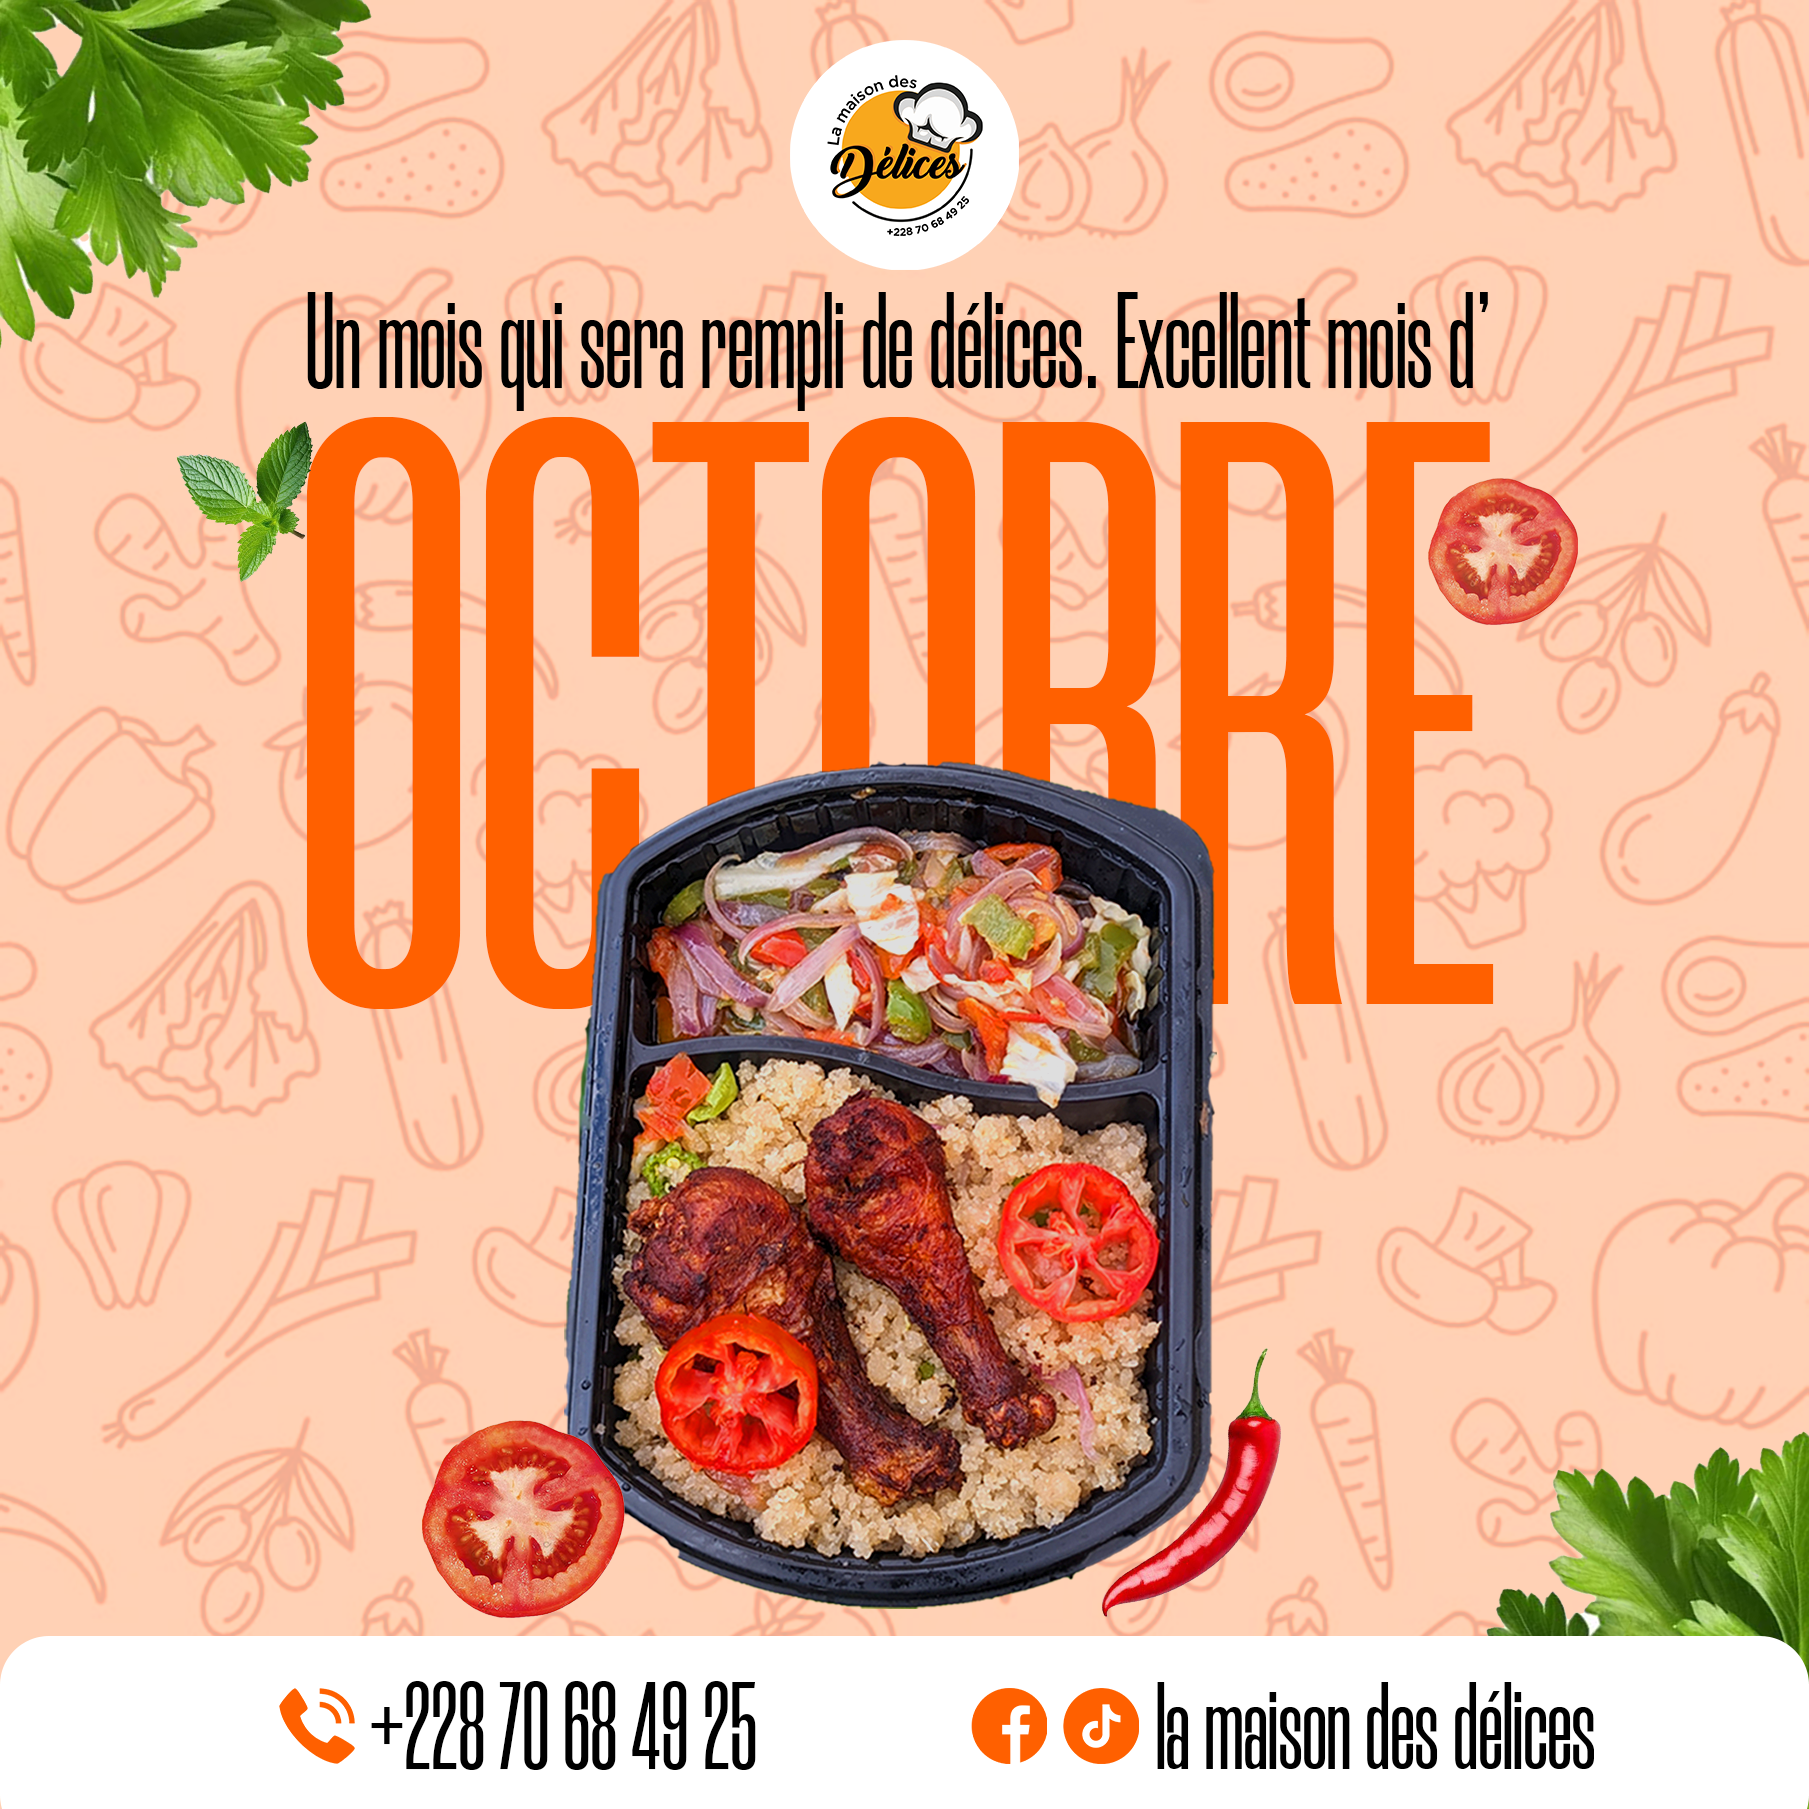 La maison des
Délices
+228 70 68 49 25
Un mois qui sera rempli de délices. Excellent mois d’
OCTOBRE
+228 70 68 49 25
la maison des délices